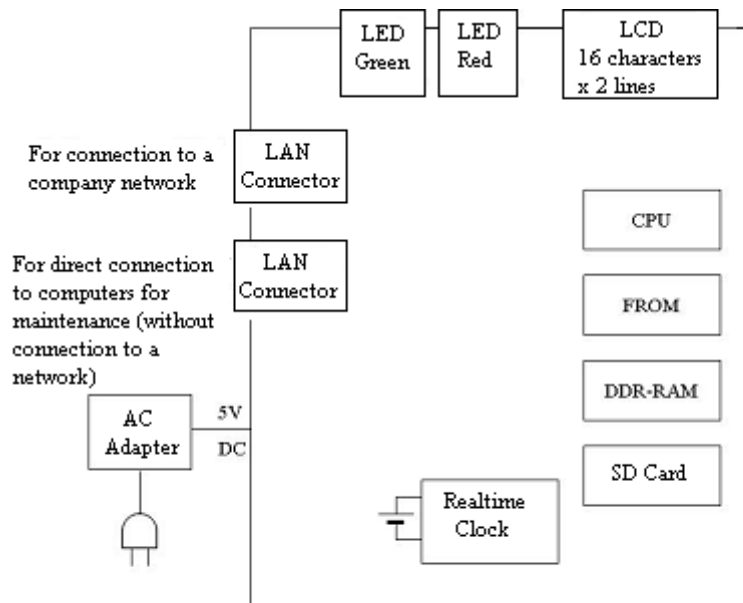 LED
Green
LED
Red
LCD
16 characters
x 2 lines
For connection to a
company network
LAN
Connector
CPU
For direct connection
to computers for
maintenance (without
connection to a
network)
LAN
Connector
FROM
DDR-RAM
AC
Adapter
5V
DC
SD Card
Realtime
Clock